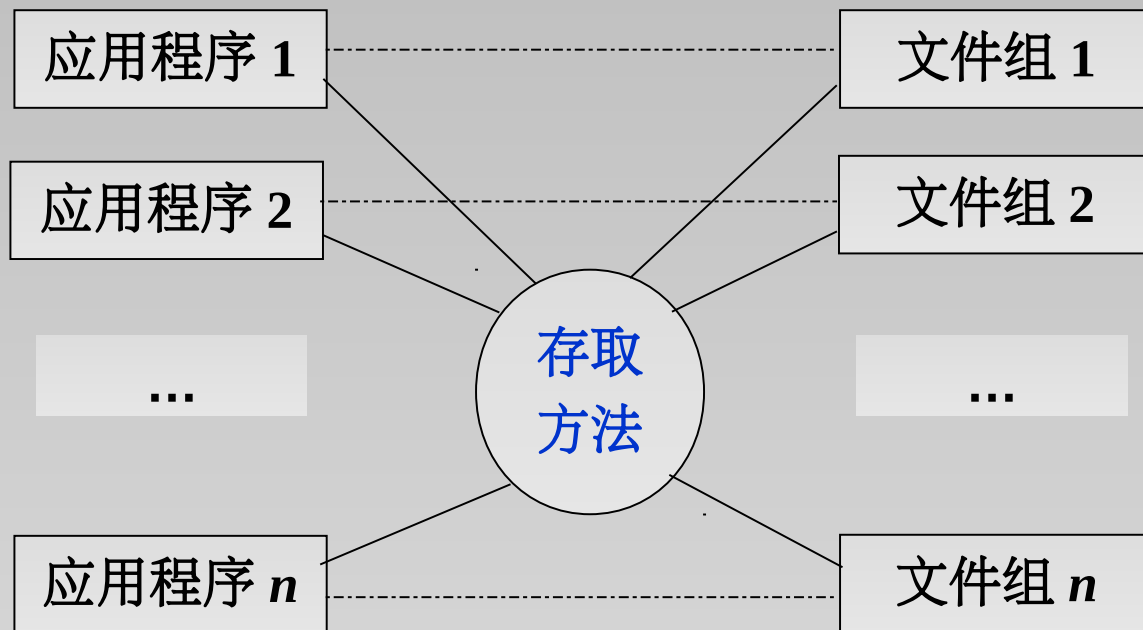 应用程序 1
文件组 1
应用程序 2
文件组 2
存取
方法
...
...
应用程序 n
文件组 n